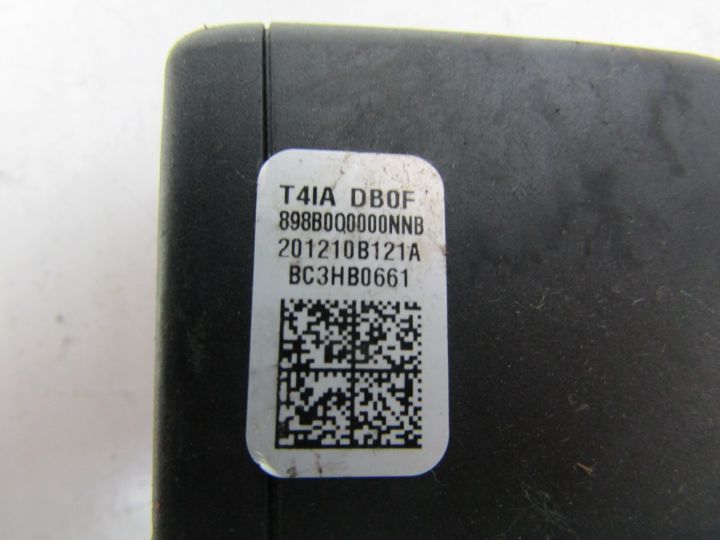 T4IA DB0F
898B0Q0000NNB
201210B121A
BC3HB0661